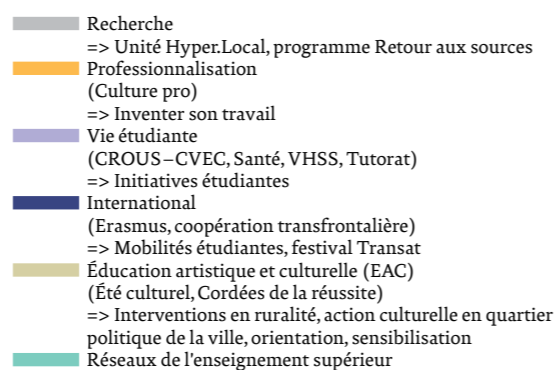 Recherche
=> Unité Hyper.Local, programme Retour aux sources
Professionnalisation
(Culture pro)
=> Inventer son travail
Vie étudiante
(CROUS–CVEC, Santé, VHSS, Tutorat)
=> Initiatives étudiantes
International
(Erasmus, coopération transfrontalière)
=> Mobilités étudiantes, festival Transat
Éducation artistique et culturelle (EAC)
(Été culturel, Cordées de la réussite)
=> Interventions en ruralité, action culturelle en quartier
politique de la ville, orientation, sensibilisation
Réseaux de l'enseignement supérieur